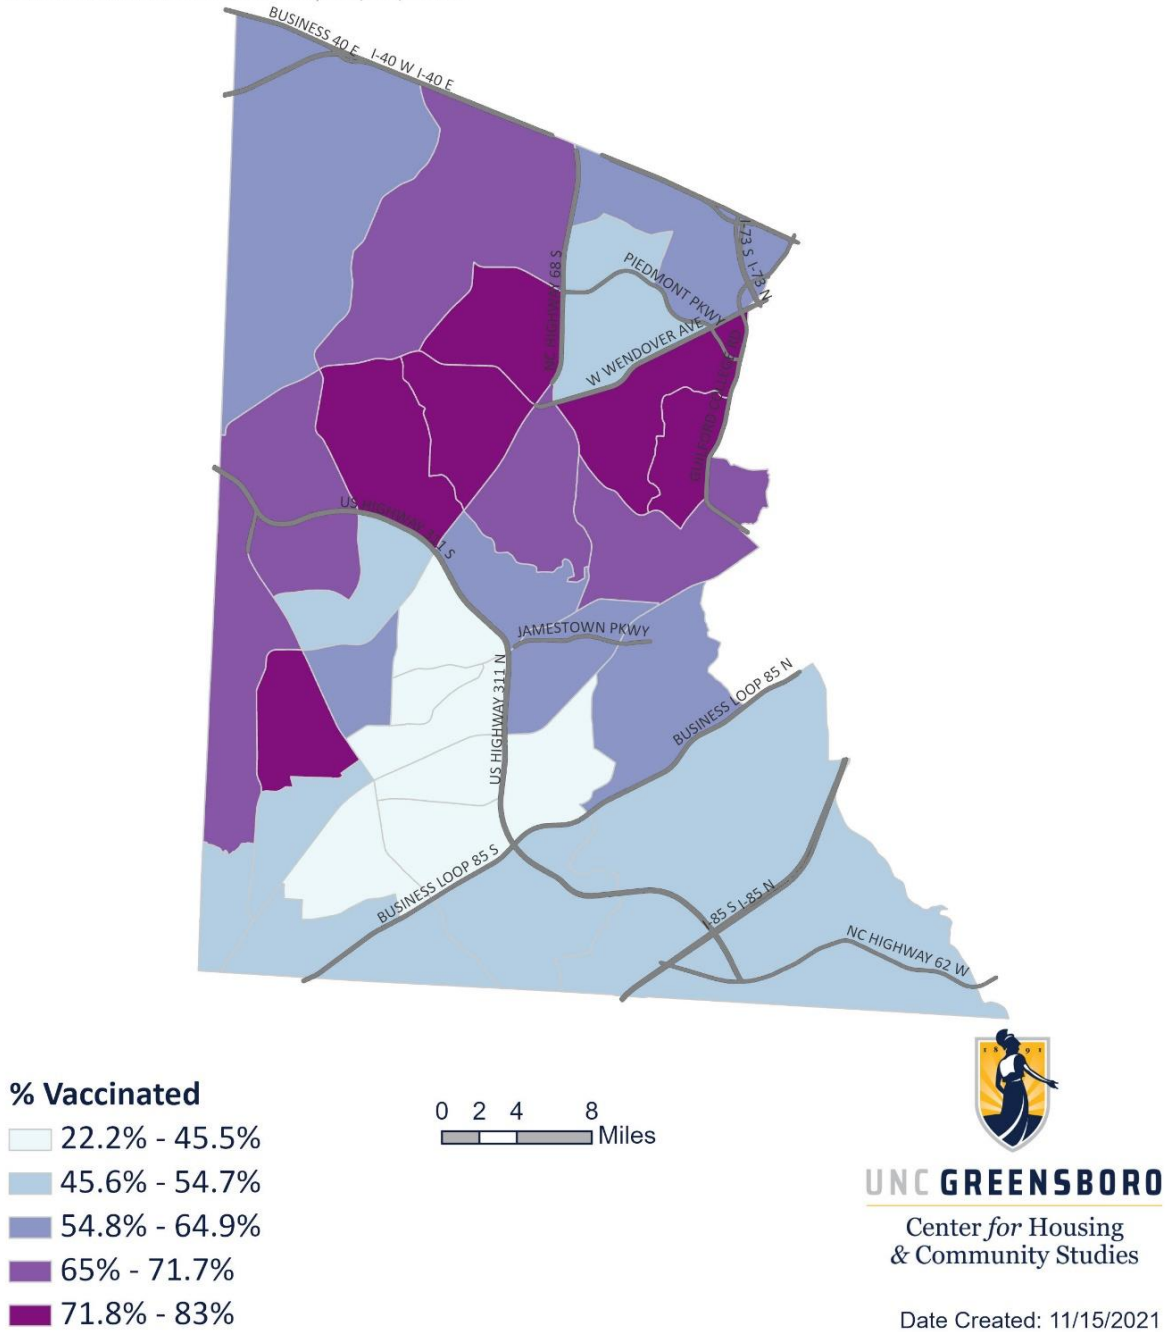 BUSINESS 40 E
I-40 W I-40 E
I-73 S I-73 N
NC HIGHWAY 68 S
PIEDMONT PKWY
W WENDOVER AVE
GUILFORD
US HIGHWAY
1 S
JAMESTOWN PKWY
US HIGHWAY 311 N
BUSINESS LOOP 85 N
BUSINESS LOOP 85 S
I-85 S I-85 N
NC HIGHWAY 62 W
% Vaccinated
22.2% - 45.5%
45.6% - 54.7%
54.8% - 64.9%
65% - 71.7%
71.8% - 83%
0 2 4 8
Miles
UNC GREENSBORO
Center for Housing
& Community Studies
Date Created: 11/15/2021